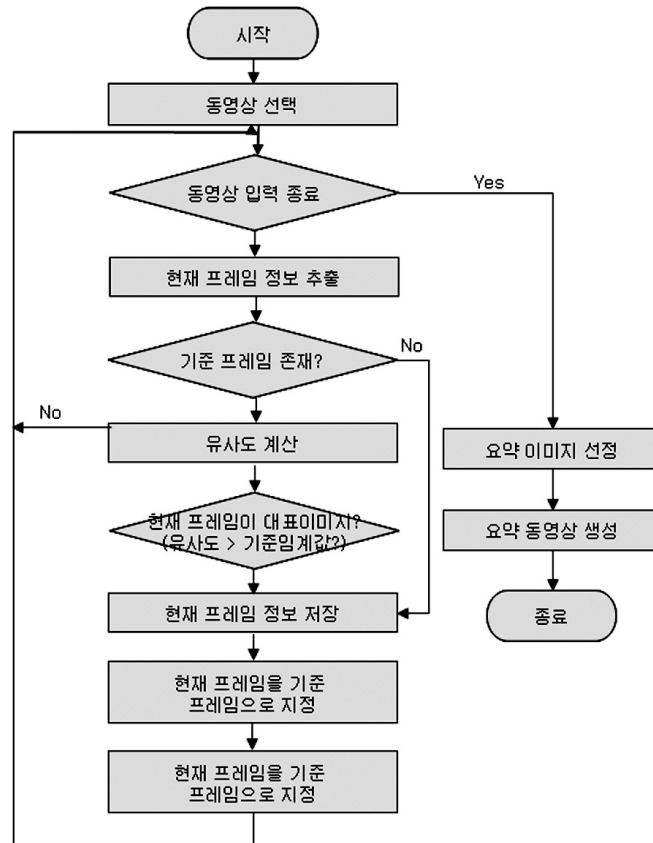 시작
동영상 선택
동영상 입력 종료
Yes
현재 프레임 정보 추출
기준 프레임 존재?
No
No
유사도 계산
요약 이미지 선정
현재 프레임이 대표이미지?
(유사도 > 기준임계값?)
요약 동영상 생성
현재 프레임 정보 저장
종료
현재 프레임을 기준
프레임으로 지정
현재 프레임을 기준
프레임으로 지정